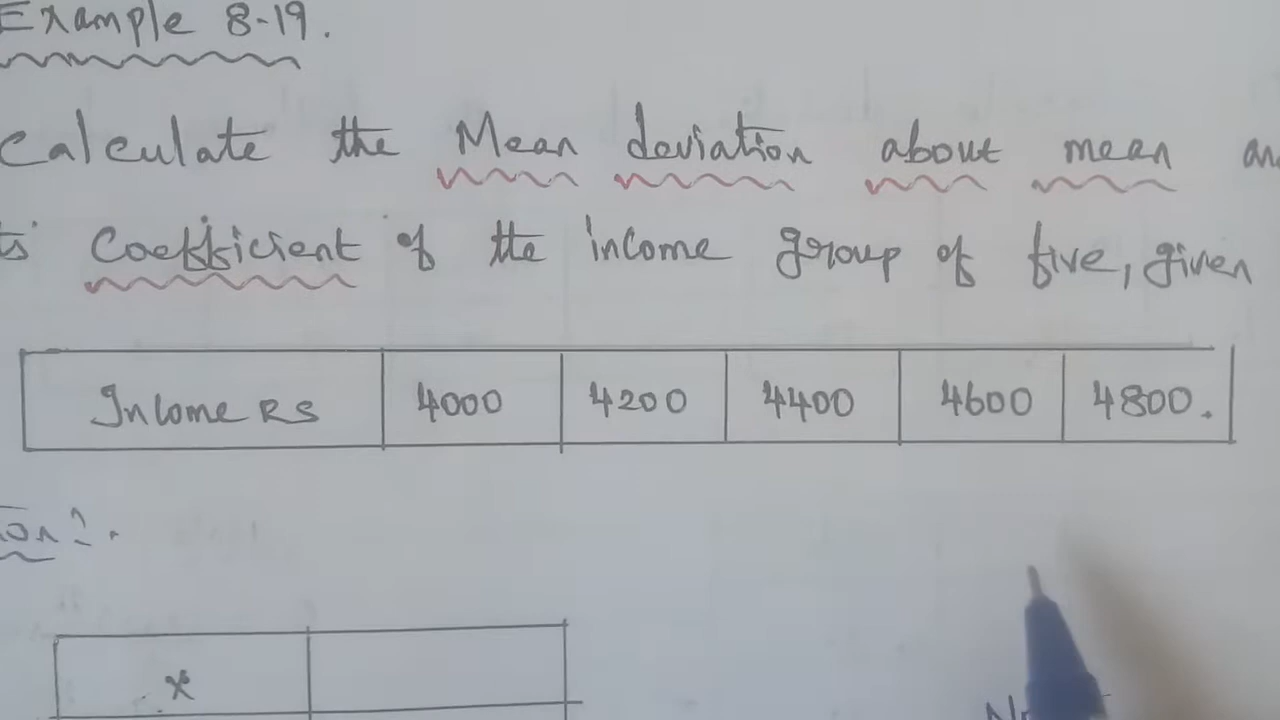 Example 8-19.
Calculate the Mean deviation about mean
Coefficient of the income group of five, given
Income RS 4000 4200 4400 4600 4800.
x